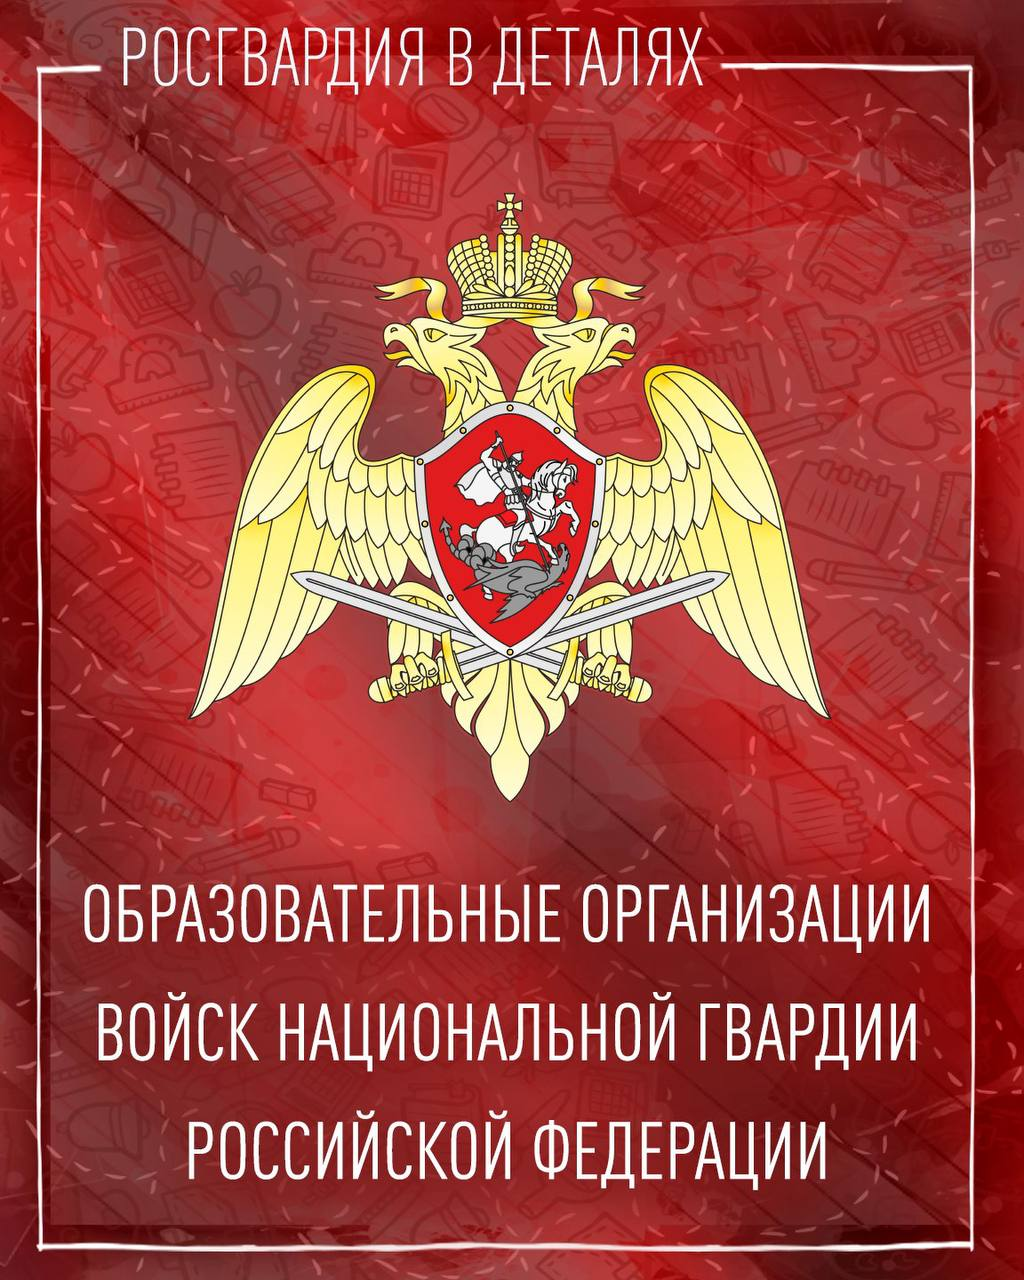 РОСГВАРДИЯ В ДЕТАЛЯХ
ОБРАЗОВАТЕЛЬНЫЕ ОРГАНИЗАЦИИ
ВОЙСК НАЦИОНАЛЬНОЙ ГВАРДИИ
РОССИЙСКОЙ ФЕДЕРАЦИИ